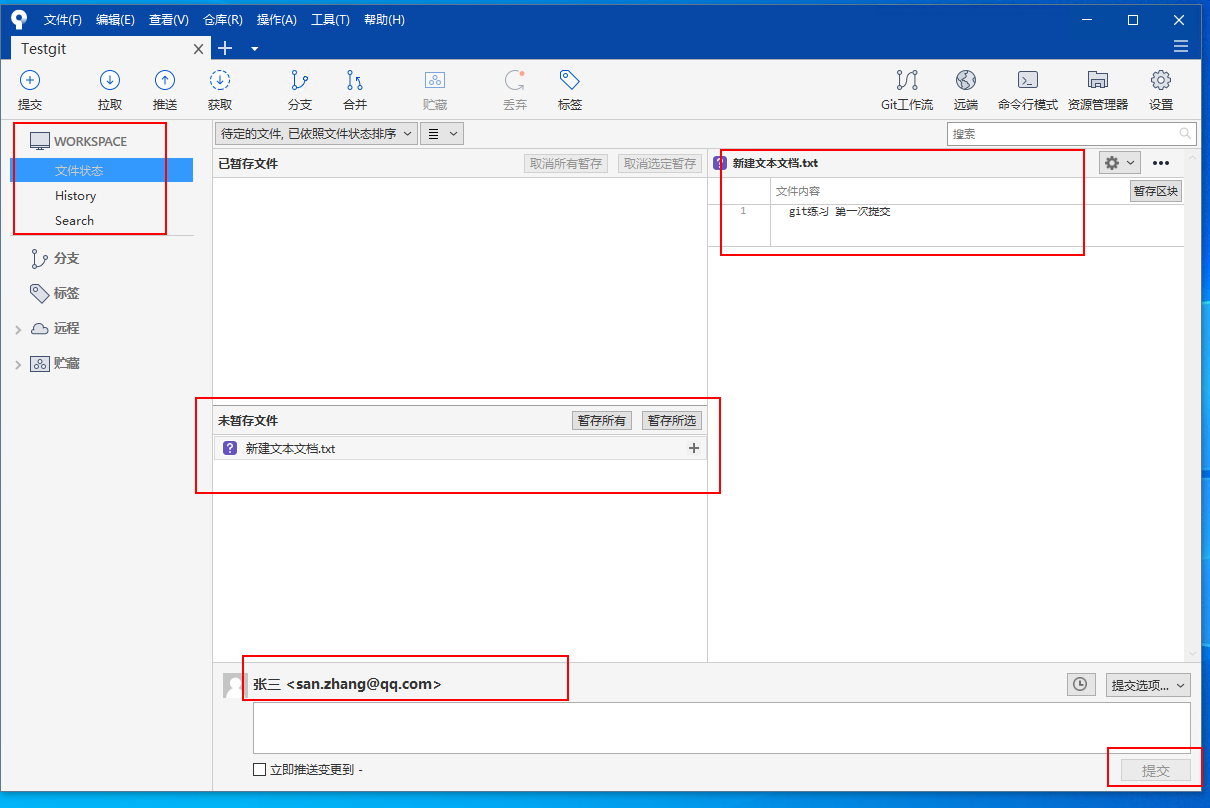 文件(F) 编辑(E) 查看(V) 仓库(R) 操作(A) 工具(T) 帮助(H)
Testgit
提交 拉取 推送 获取 分支 合并 贮藏 丢弃 标签 Git工作流 远端 命令行模式 资源管理器 设置
WORKSPACE
文件状态
History
Search
分支
标签
远程
贮藏
待定的文件, 已依照文件状态排序
搜索
已暂存文件 取消所有暂存 取消选定暂存
未暂存文件 暂存所有 暂存所选
? 新建文本文档.txt +
? 新建文本文档.txt
文件内容 暂存区块
1 git练习 第一次提交
张三 <san.zhang@qq.com>
提交选项...
立即推送变更到 -
提交